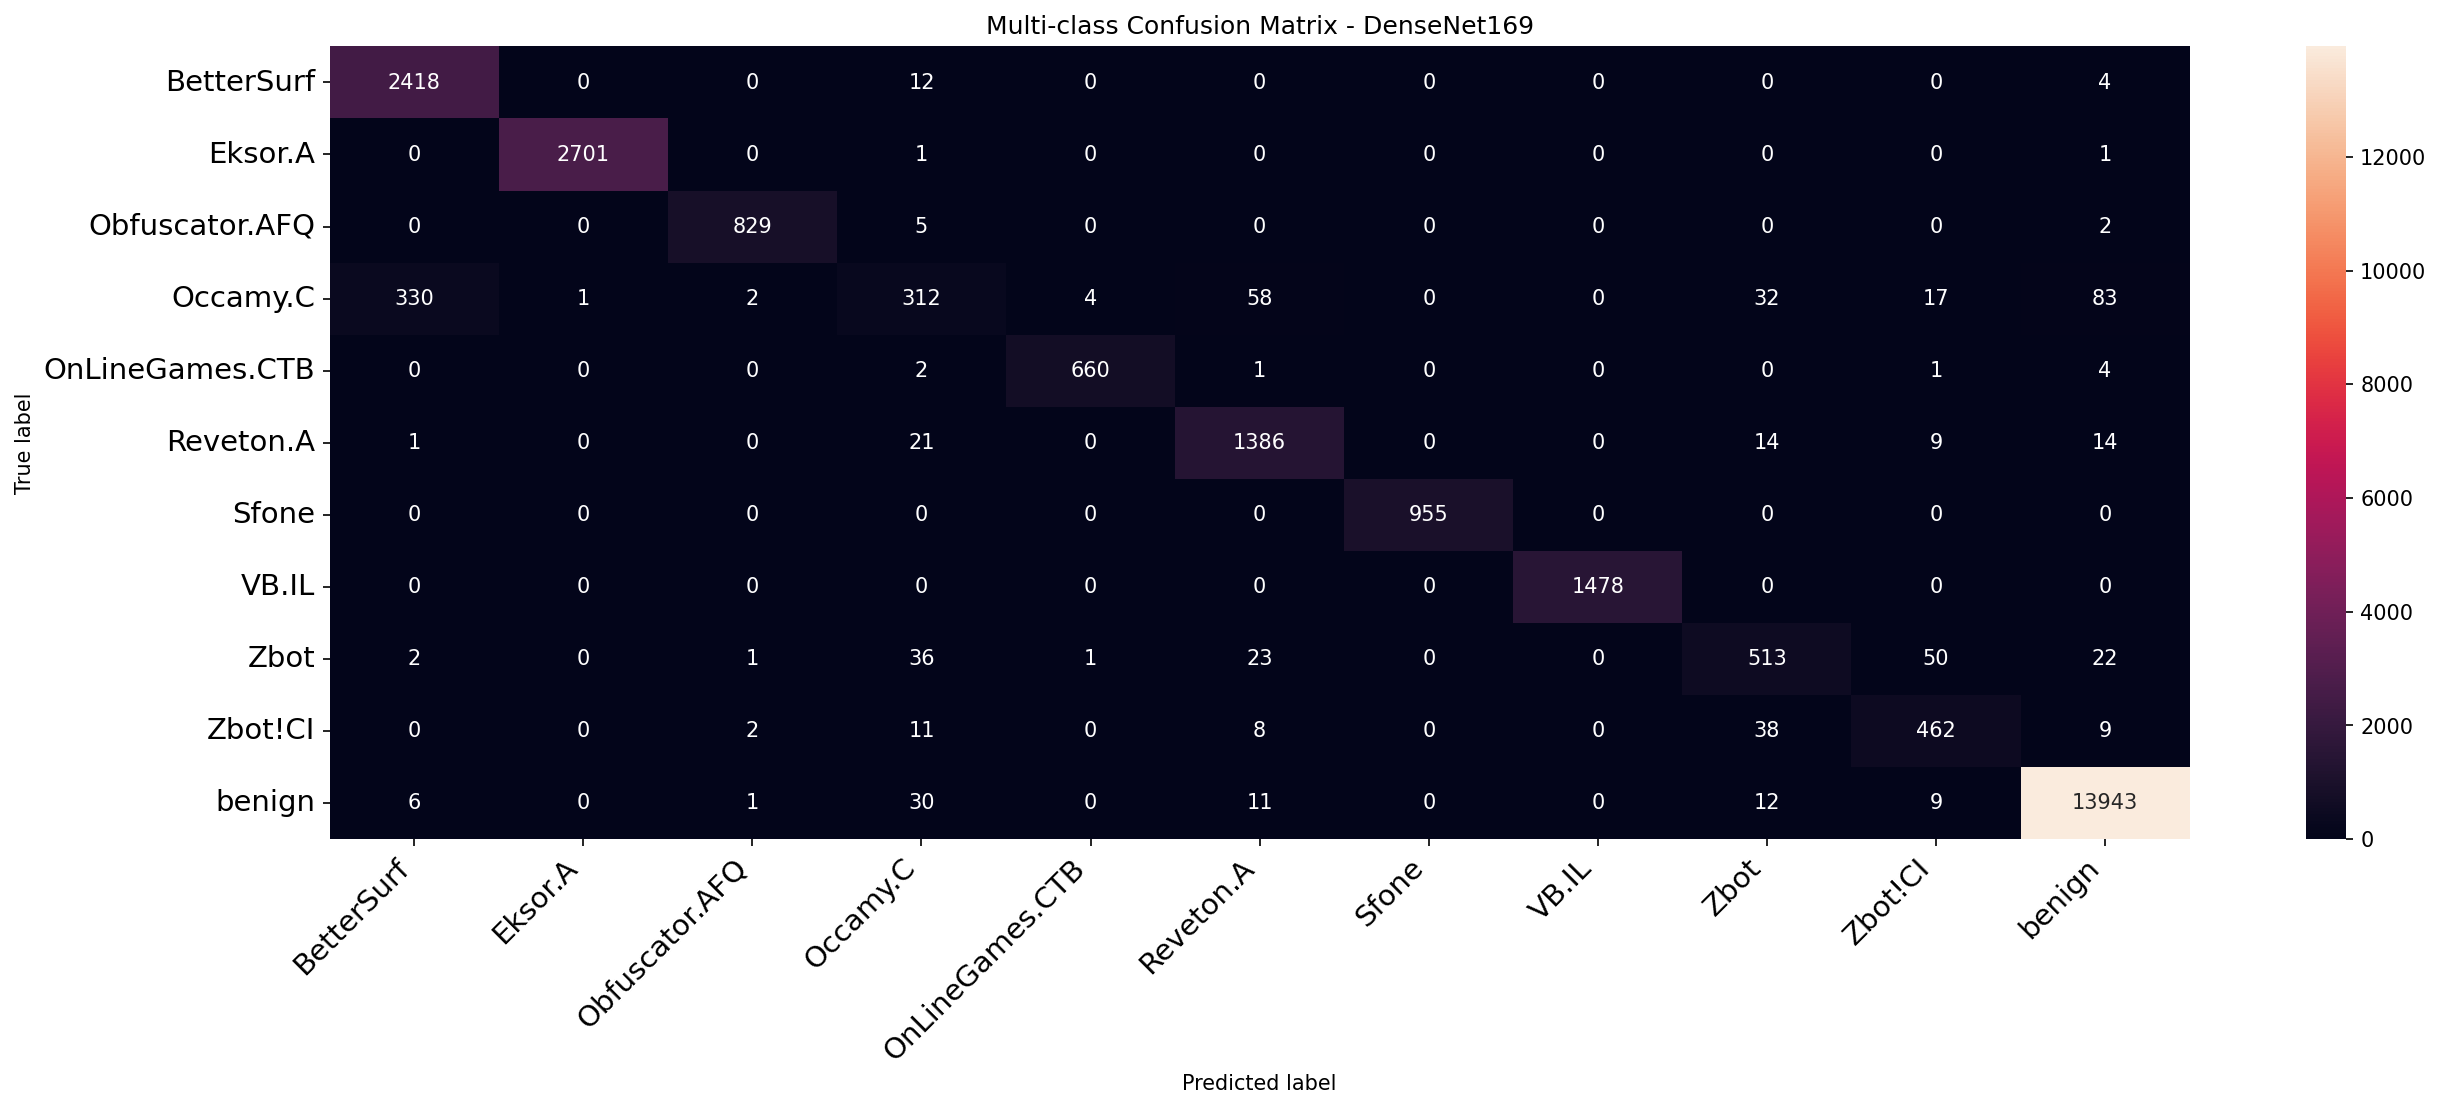 Multi-class Confusion Matrix - DenseNet169
True label
BetterSurf 2418 0 0 12 0 0 0 0 0 0 4
Eksor.A 0 2701 0 1 0 0 0 0 0 0 1
Obfuscator.AFQ 0 0 829 5 0 0 0 0 0 0 2
Occamy.C 330 1 2 312 4 58 0 0 32 17 83
OnLineGames.CTB 0 0 0 2 660 1 0 0 0 1 4
Reveton.A 1 0 0 21 0 1386 0 0 14 9 14
Sfone 0 0 0 0 0 0 955 0 0 0 0
VB.IL 0 0 0 0 0 0 0 1478 0 0 0
Zbot 2 0 1 36 1 23 0 0 513 50 22
Zbot!CI 0 0 2 11 0 8 0 0 38 462 9
benign 6 0 1 30 0 11 0 0 12 9 13943
BetterSurf Eksor.A Obfuscator.AFQ Occamy.C OnLineGames.CTB Reveton.A Sfone VB.IL Zbot Zbot!CI benign
Predicted label
12000
10000
8000
6000
4000
2000
0